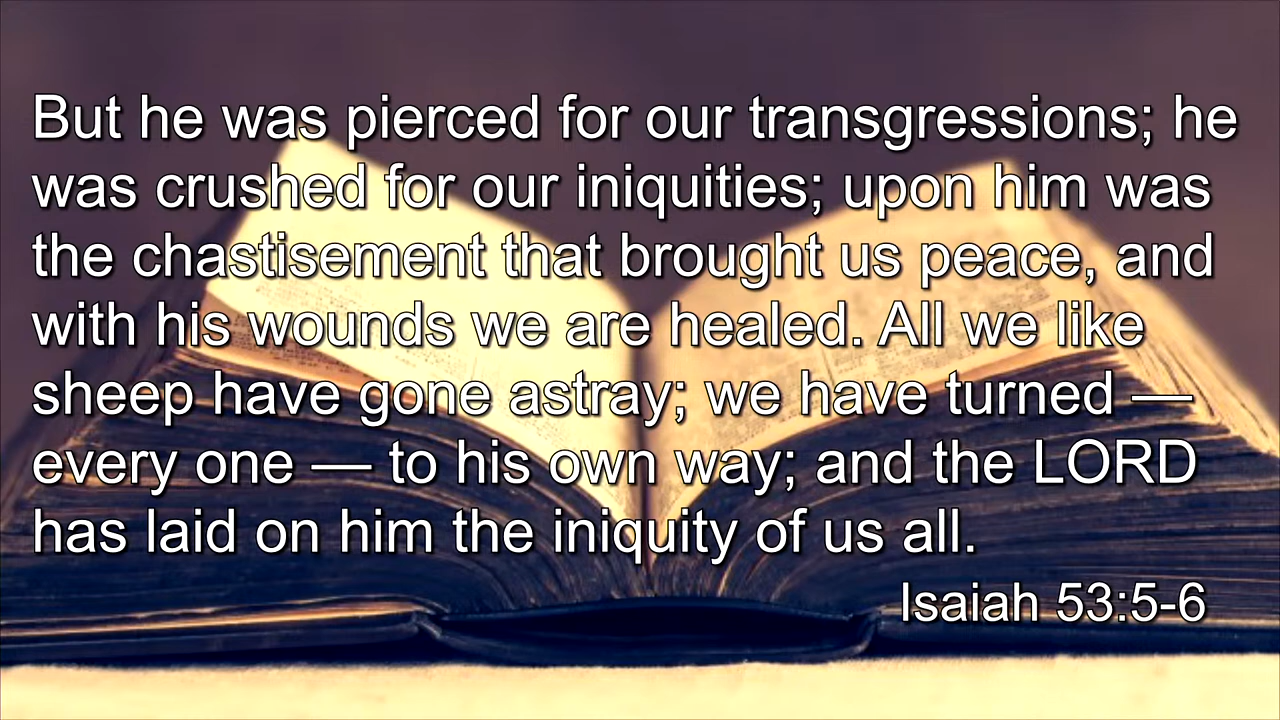 But he was pierced for our transgressions; he
was crushed for our iniquities; upon him was
the chastisement that brought us peace, and
with his wounds we are healed. All we like
sheep have gone astray; we have turned —
every one — to his own way; and the LORD
has laid on him the iniquity of us all.
Isaiah 53:5-6